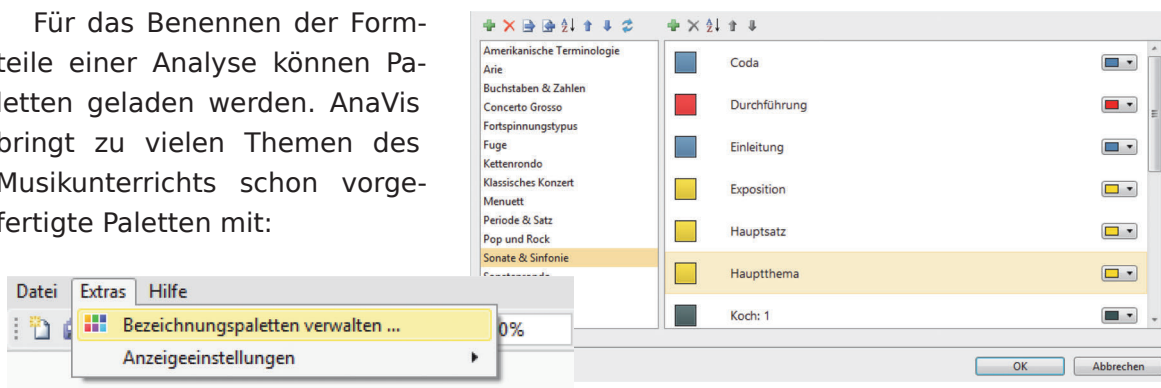 Für das Benennen der Form-
teile einer Analyse können Pa-
letten geladen werden. AnaVis
bringt zu vielen Themen des
Musikunterrichts schon vorge-
fertigte Paletten mit:
Amerikanische Terminologie
Arie
Buchstaben & Zahlen
Concerto Grosso
Fortspinnungstypus
Fuge
Kettenrondo
Klassisches Konzert
Menuett
Periode & Satz
Pop und Rock
Sonate & Sinfonie
Coda
Durchführung
Einleitung
Exposition
Hauptsatz
Hauptthema
Koch: 1
OK
Abbrechen
Datei Extras Hilfe
Bezeichnungspaletten verwalten ...
0%
Anzeigeeinstellungen